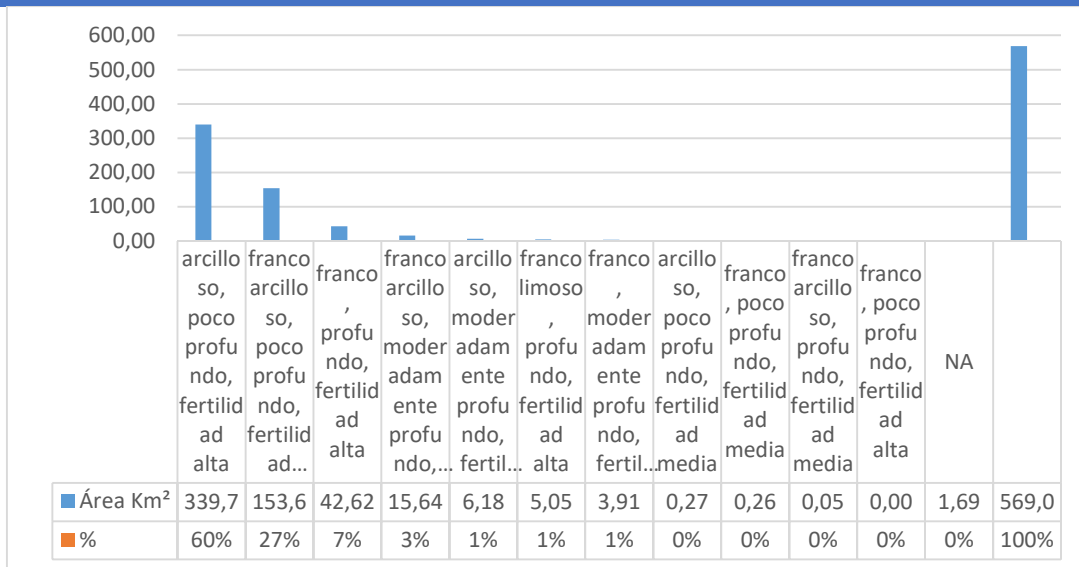 600,00
500,00
400,00
300,00
200,00
100,00
0,00
arcillo
so,
poco
profu
ndo,
fertilid
ad
alta
franco
arcillo
so,
poco
profu
ndo,
fertilid
ad...
franco
,
profu
ndo,
fertilid
ad
alta
franco
arcillo
so,
moder
adam
ente
profu
ndo,...
arcillo
so,
moder
adam
ente
profu
ndo,
fertil...
franco
limoso
,
profu
ndo,
fertilid
ad
alta
franco
,
moder
adam
ente
profu
ndo,
fertil...
arcillo
so,
poco
profu
ndo,
fertilid
ad
media
franco
, poco
profu
ndo,
fertilid
ad
media
franco
arcillo
so,
profu
ndo,
fertilid
ad
media
franco
, poco
profu
ndo,
fertilid
ad
alta
NA
Área Km² 339,7 153,6 42,62 15,64 6,18 5,05 3,91 0,27 0,26 0,05 0,00 1,69 569,0
% 60% 27% 7% 3% 1% 1% 1% 0% 0% 0% 0% 0% 100%